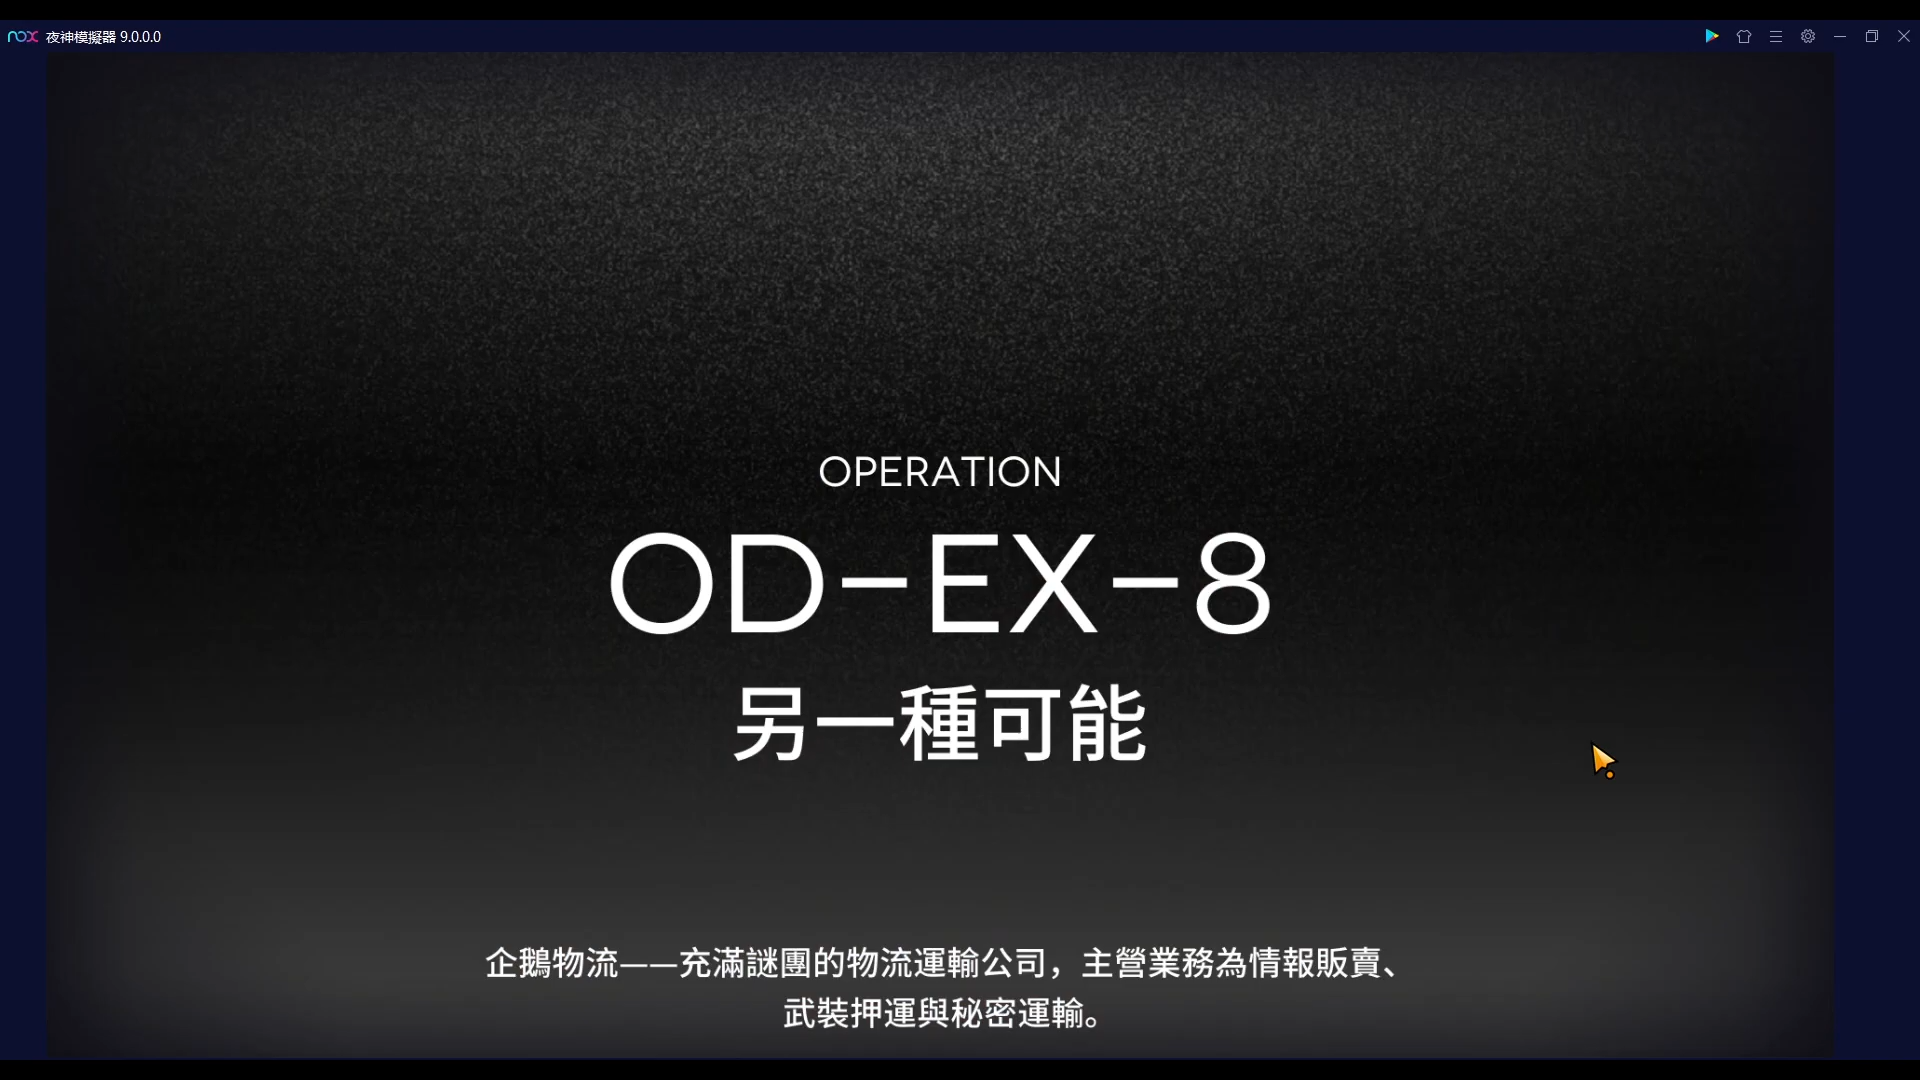 nox 夜神模擬器 9.0.0.0
OPERATION
OD-EX-8
另一種可能
企鵝物流——充滿謎團的物流運輸公司，主營業務為情報販賣、
武裝押運與秘密運輸。